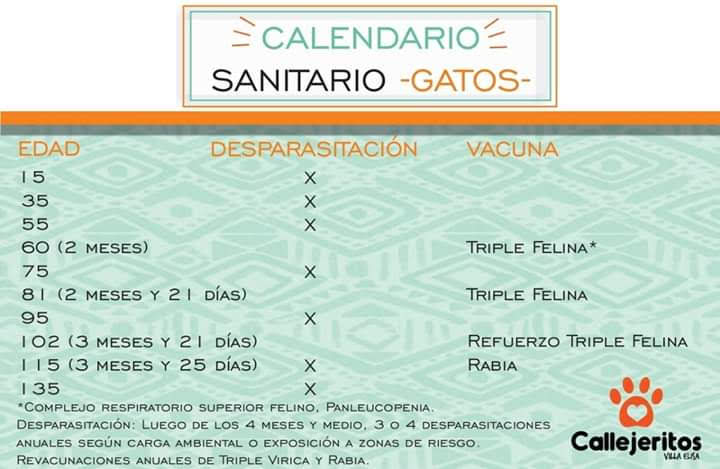 CALENDARIO
SANITARIO -GATOS-
EDAD DESPARASITACIÓN VACUNA
15 X
35 X
55 X
60 (2 MESES) TRIPLE FELINA*
75 X
81 (2 MESES Y 21 DÍAS) TRIPLE FELINA
95 X
102 (3 MESES Y 21 DÍAS) REFUERZO TRIPLE FELINA
115 (3 MESES Y 25 DÍAS) X RABIA
135 X
*COMPLEJO RESPIRATORIO SUPERIOR FELINO, PANLEUCOPENIA.
DESPARASITACIÓN: LUEGO DE LOS 4 MESES Y MEDIO, 3 O 4 DESPARASITACIONES
ANUALES SEGÚN CARGA AMBIENTAL O EXPOSICIÓN A ZONAS DE RIESGO.
REVACUNACIONES ANUALES DE TRIPLE VIRICA Y RABIA.
Callejeritos
VILLA ELISA